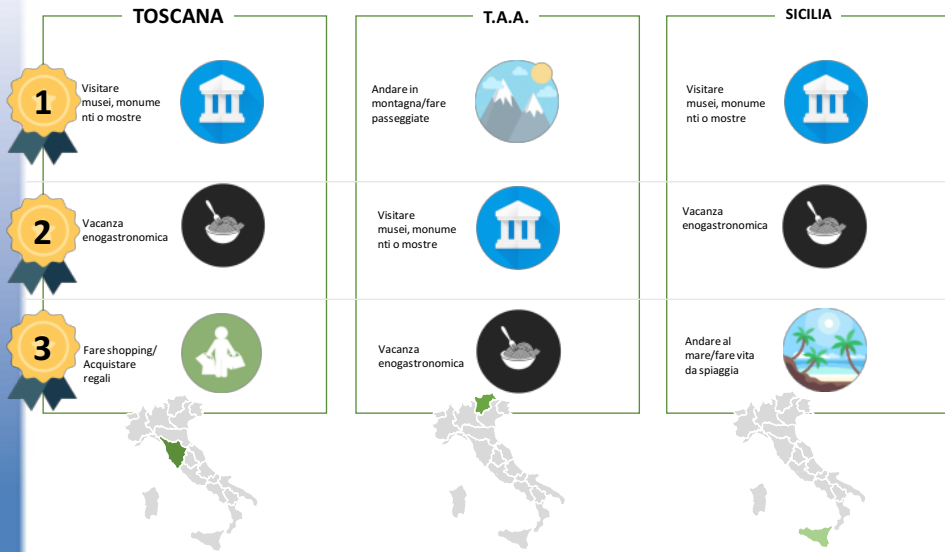 TOSCANA
T.A.A.
SICILIA
1
Visitare
musei, monume
nti o mostre
Andare in
montagna/fare
passeggiate
Visitare
musei, monume
nti o mostre
2
Vacanza
enogastronomica
Visitare
musei, monume
nti o mostre
Vacanza
enogastronomica
3
Fare shopping/
Acquistare
regali
Vacanza
enogastronomica
Andare al
mare/fare vita
da spiaggia